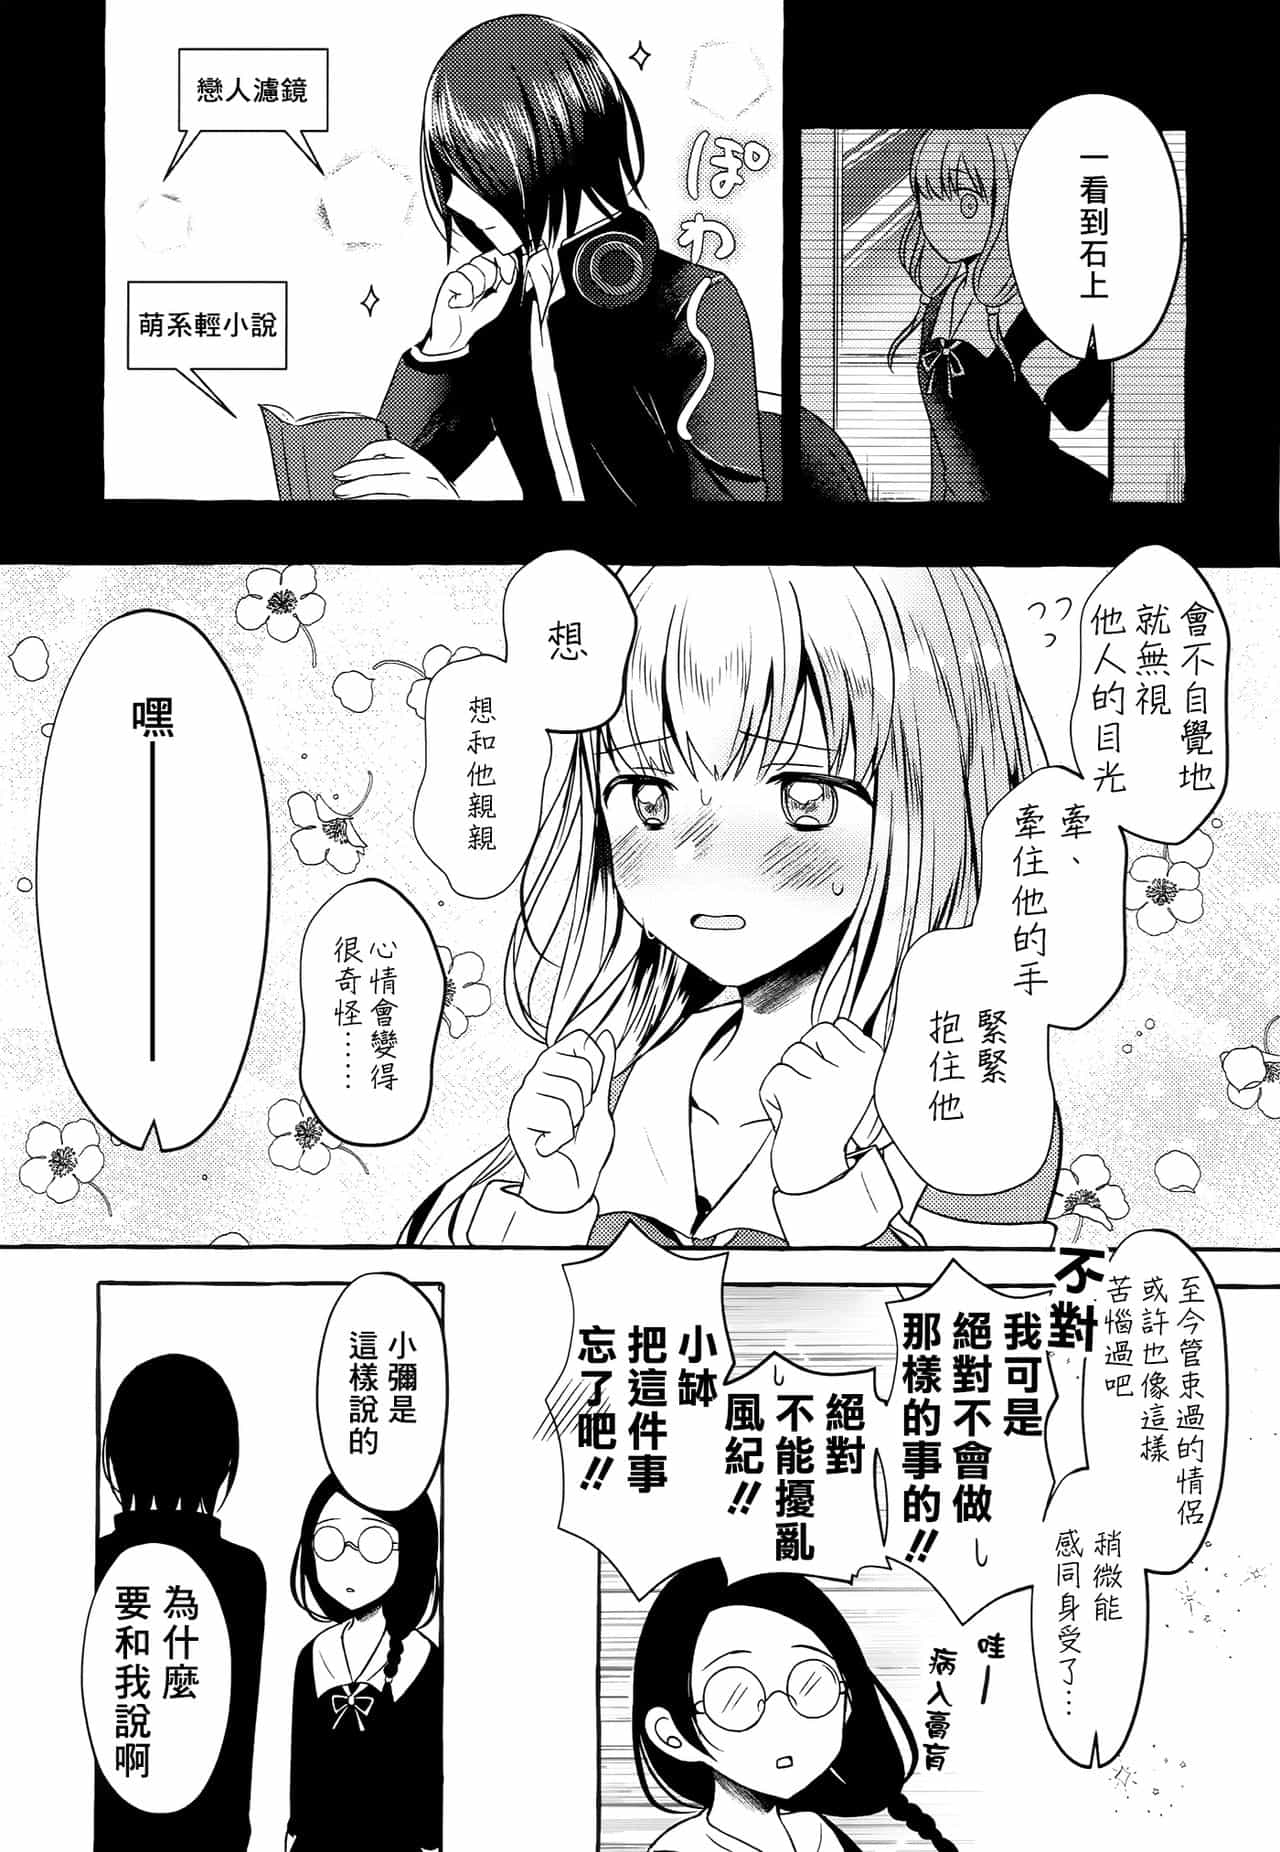 一看到石上
戀人濾鏡
ぽわ
萌系輕小說
會不自覺地
就無視
他人的目光
牽、
牽住他的手
緊緊
抱住他
想
想和他親親
心情會變得
很奇怪……
嘿——
至今管束過的情侶
或許也像這樣
苦惱過吧
稍微能
感同身受了…
不對
我可是
絕對不會做
那樣的事的!!
絕對
不能擾亂
風紀!!
小缽
把這件事
忘了吧!!
哇—
病入膏肓
小彌是
這樣說的
為什麼
要和我說啊